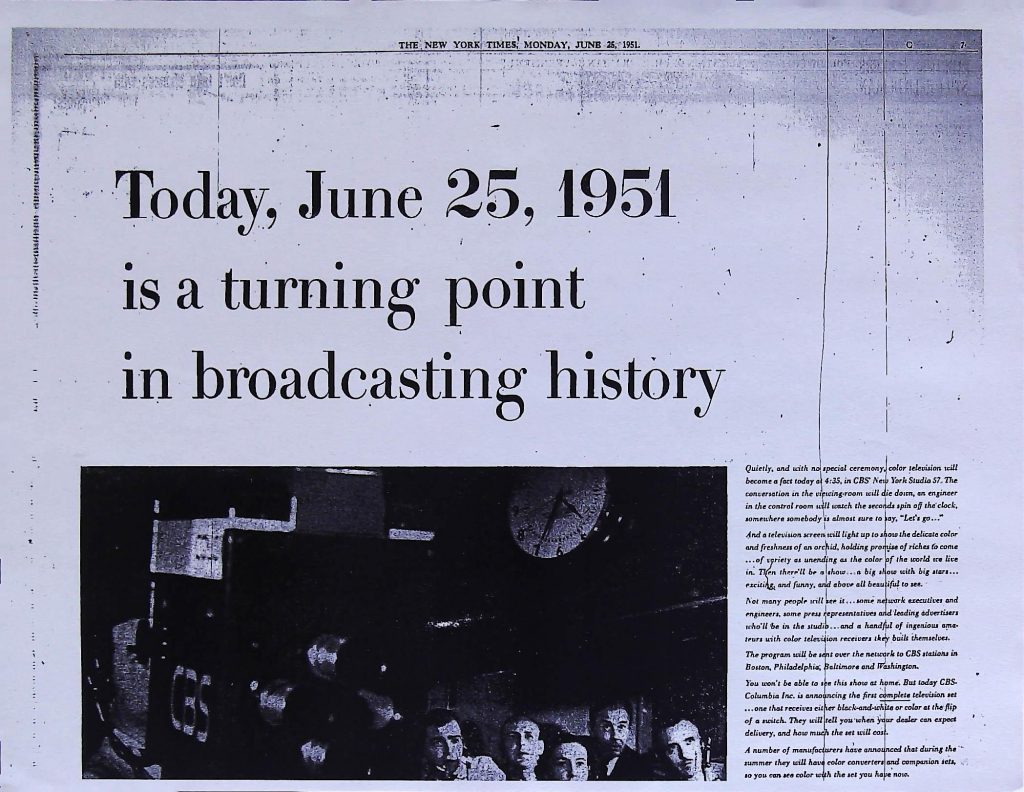 THE NEW YORK TIMES, MONDAY, JUNE 25, 1951.
C 7
Today, June 25, 1951
is a turning point
in broadcasting history
Quietly, and with no special ceremony, color television will
become a fact today at 4:35, in CBS' New York Studio 57. The
conversation in the viewing-room will die down, an engineer
in the control room will watch the seconds spin off the clock,
somewhere somebody is almost sure to say, "Let's go..."
And a television screen will light up to show the delicate color
and freshness of an orchid, holding promise of riches to come
...of variety as unending as the color of the world we live
in. Then there'll be a show...a big show with big stars...
exciting, and funny, and above all beautiful to see.
Not many people will see it...some network executives and
engineers, some press representatives and leading advertisers
who'll be in the studio...and a handful of ingenious ama-
teurs with color television receivers they built themselves.
The program will be sent over the network to CBS stations in
Boston, Philadelphia, Baltimore and Washington.
You won't be able to see this show at home. But today CBS-
Columbia Inc. is announcing the first complete television set
...one that receives either black-and-white or color at the flip
of a switch. They will tell you when your dealer can expect
delivery, and how much the set will cost.
A number of manufacturers have announced that during the
summer they will have color converters and companion sets,
so you can see color with the set you have now.
CBS